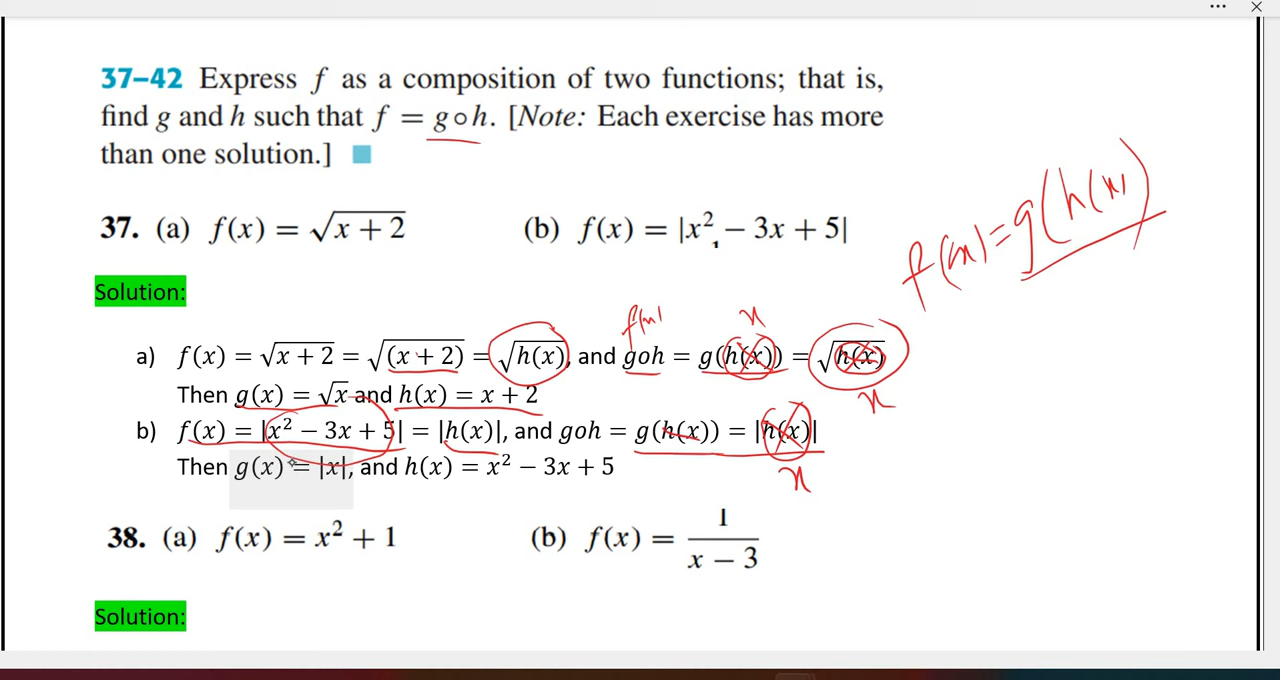 37–42 Express f as a composition of two functions; that is,
find g and h such that f = g∘h. [Note: Each exercise has more
than one solution.]
f(x)=g(h(x)
37. (a) f(x) = √(x + 2) (b) f(x) = |x² – 3x + 5|
Solution:
f(x) x
a) f(x) = √(x + 2) = √((x + 2)) = √(h(x)), and goh = g(h(x)) = √(h(x))
x
Then g(x) = √x and h(x) = x + 2
b) f(x) = |x² − 3x + 5| = |h(x)|, and goh = g(h(x)) = |h(x)|
x
Then g(x) = |x|, and h(x) = x² − 3x + 5
38. (a) f(x) = x² + 1 (b) f(x) = 1/(x – 3)
Solution: